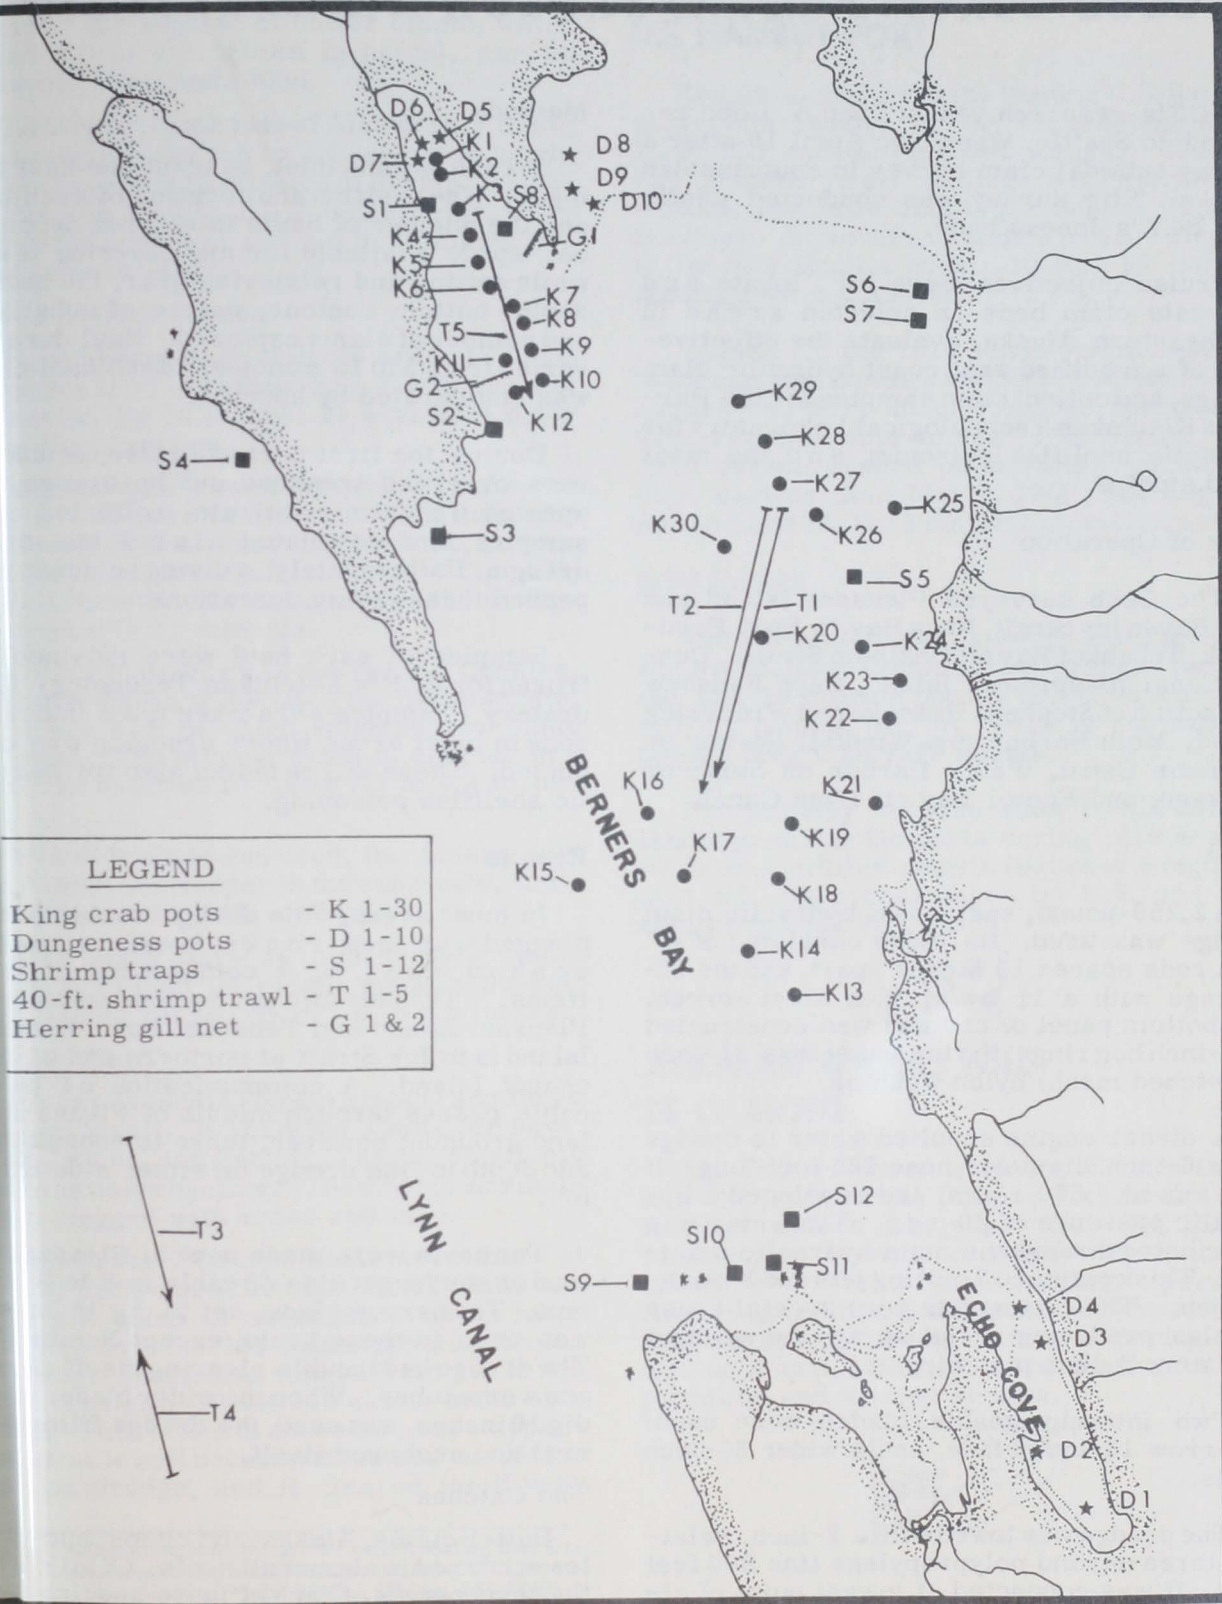 D6
D5
K1
D7
K2
D8
K3
D9
S8
S1
D10
K4
G1
K5
K6
S6
K7
S7
K8
T5
K9
K11
G2
K10
K29
S2
K12
K28
S4
K27
K25
K30
K26
S3
S5
T2
T1
K20
K24
K23
K22
K16
K21
K19
K17
K15
K18
BERNERS
BAY
K14
K13
LEGEND
King crab pots - K 1-30
Dungeness pots - D 1-10
Shrimp traps - S 1-12
40-ft. shrimp trawl - T 1-5
Herring gill net - G 1 & 2
T3
LYNN
CANAL
S12
S10
S11
S9
D4
D3
ECHO COVE
T4
D2
D1